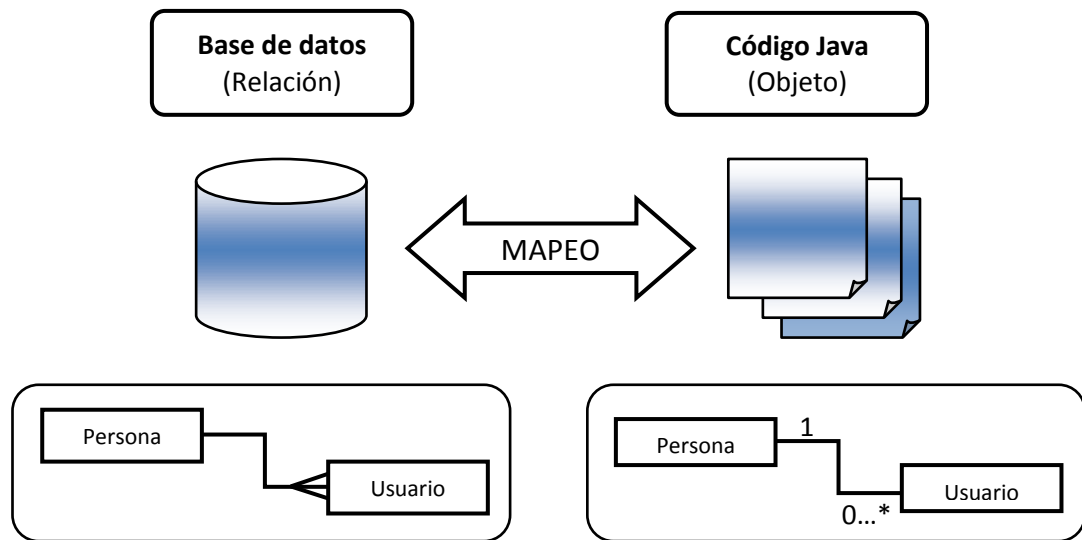 Base de datos
(Relación)
Código Java
(Objeto)
MAPEO
Persona
Usuario
Persona
1
0...*
Usuario